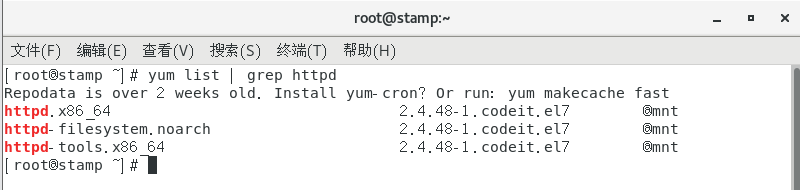 root@stamp:~
文件(F) 编辑(E) 查看(V) 搜索(S) 终端(T) 帮助(H)
[root@stamp ~]# yum list | grep httpd
Repodata is over 2 weeks old. Install yum-cron? Or run: yum makecache fast
httpd.x86_64 2.4.48-1.codeit.el7 @mnt
httpd-filesystem.noarch 2.4.48-1.codeit.el7 @mnt
httpd-tools.x86_64 2.4.48-1.codeit.el7 @mnt
[root@stamp ~]#